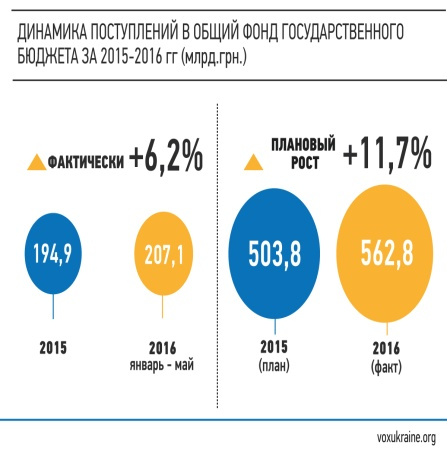 ДИНАМИКА ПОСТУПЛЕНИЙ В ОБЩИЙ ФОНД ГОСУДАРСТВЕННОГО
БЮДЖЕТА ЗА 2015-2016 гг (млрд.грн.)
ФАКТИЧЕСКИ +6,2%
ПЛАНОВЫЙ
РОСТ +11,7%
194,9
207,1
503,8
562,8
2015
2016
январь - май
2015
(план)
2016
(факт)
voxukraine.org